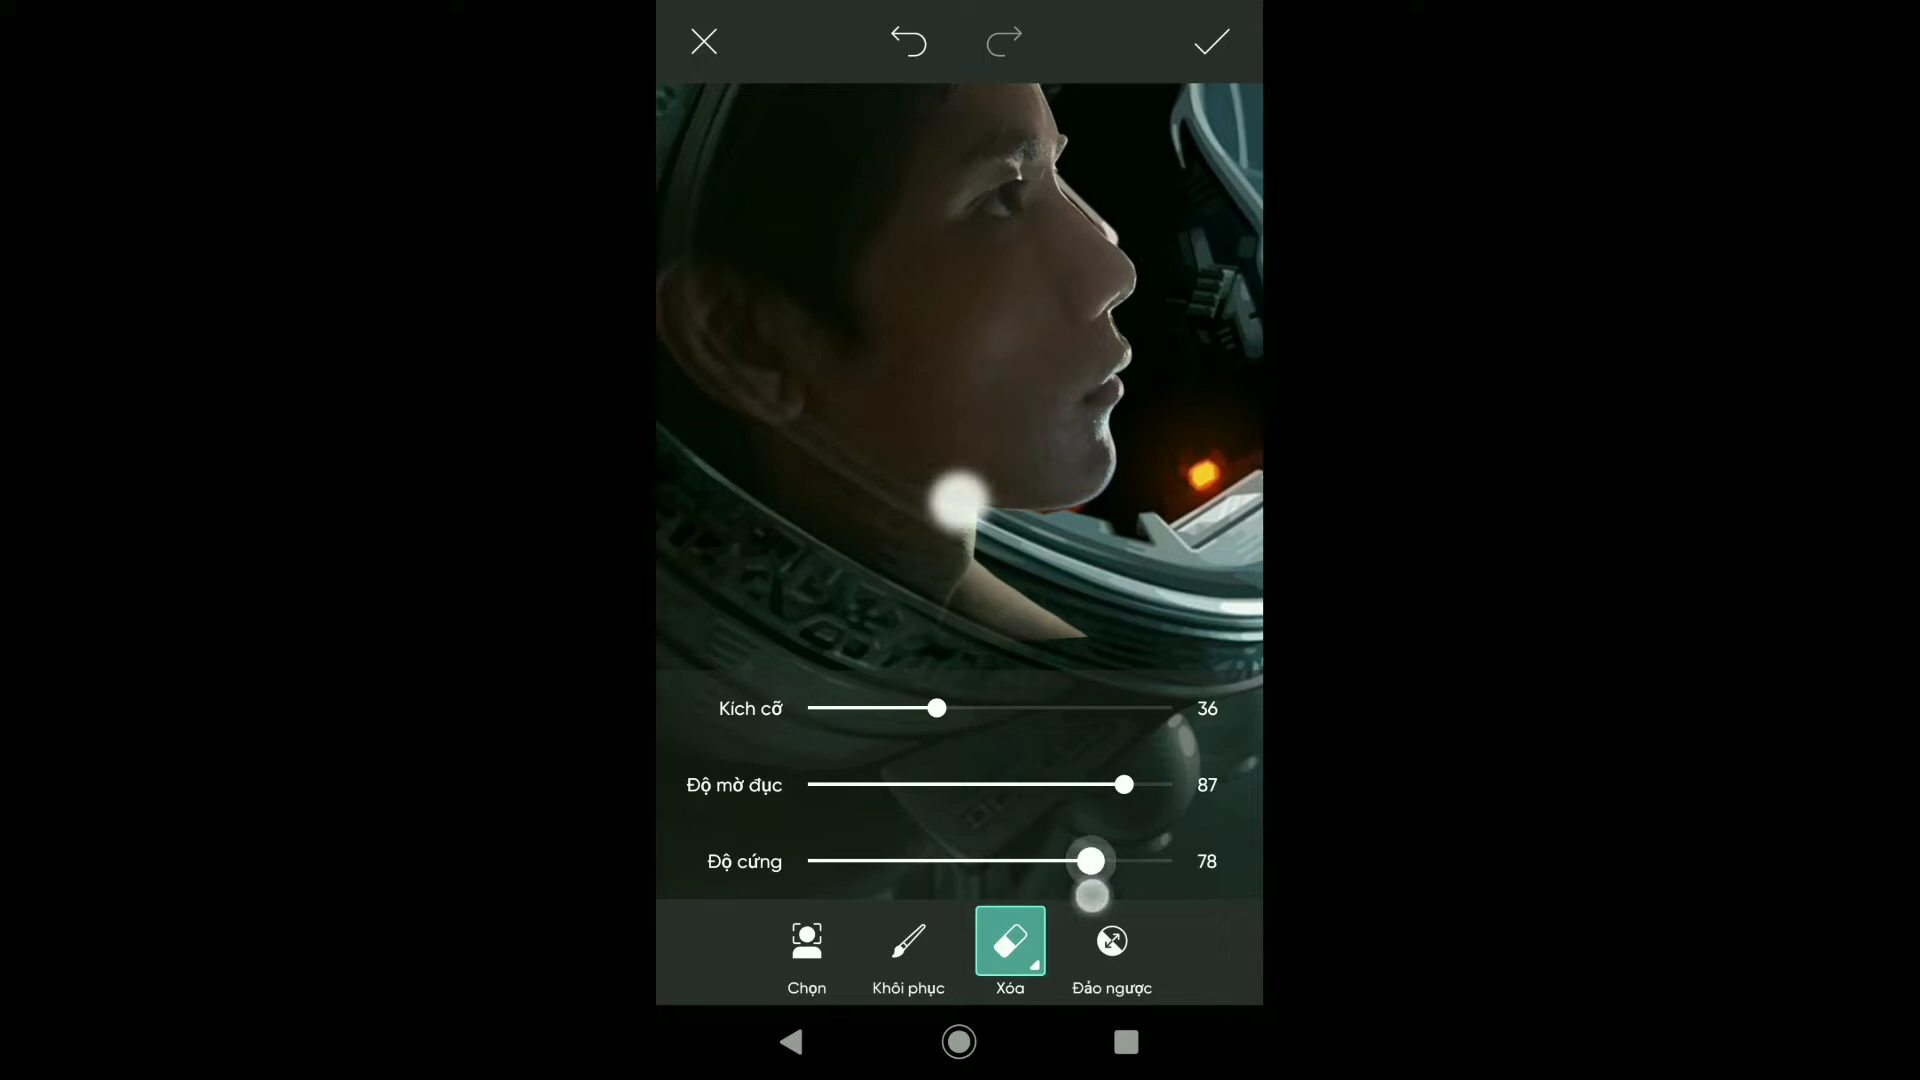 Kích cỡ 36
Độ mờ đục 87
Độ cứng 78
Chọn Khôi phục Xóa Đảo ngược